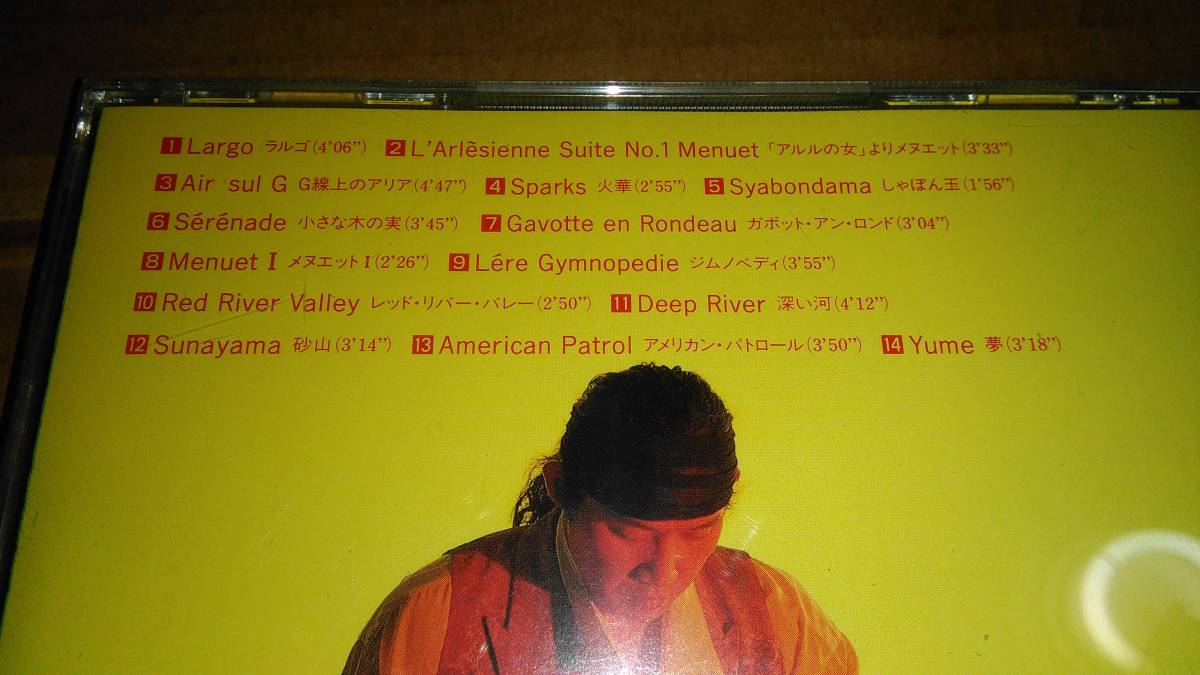 1 Largo ラルゴ(4'06”) 2 L'Arlèsienne Suite No.1 Menuet 「アルルの女」よりメヌエット(3'33”)
3 Air sul G G線上のアリア(4'47”) 4 Sparks 火華(2'55”) 5 Syabondama しゃぼん玉(1'56”)
6 Sérénade 小さな木の実(3'45”) 7 Gavotte en Rondeau ガボット・アン・ロンド(3'04”)
8 Menuet I メヌエットI(2'26”) 9 Lére Gymnopedie ジムノペディ(3'55”)
10 Red River Valley レッド・リバー・バレー(2'50”) 11 Deep River 深い河(4'12”)
12 Sunayama 砂山(3'14”) 13 American Patrol アメリカン・パトロール(3'50”) 14 Yume 夢(3'18”)